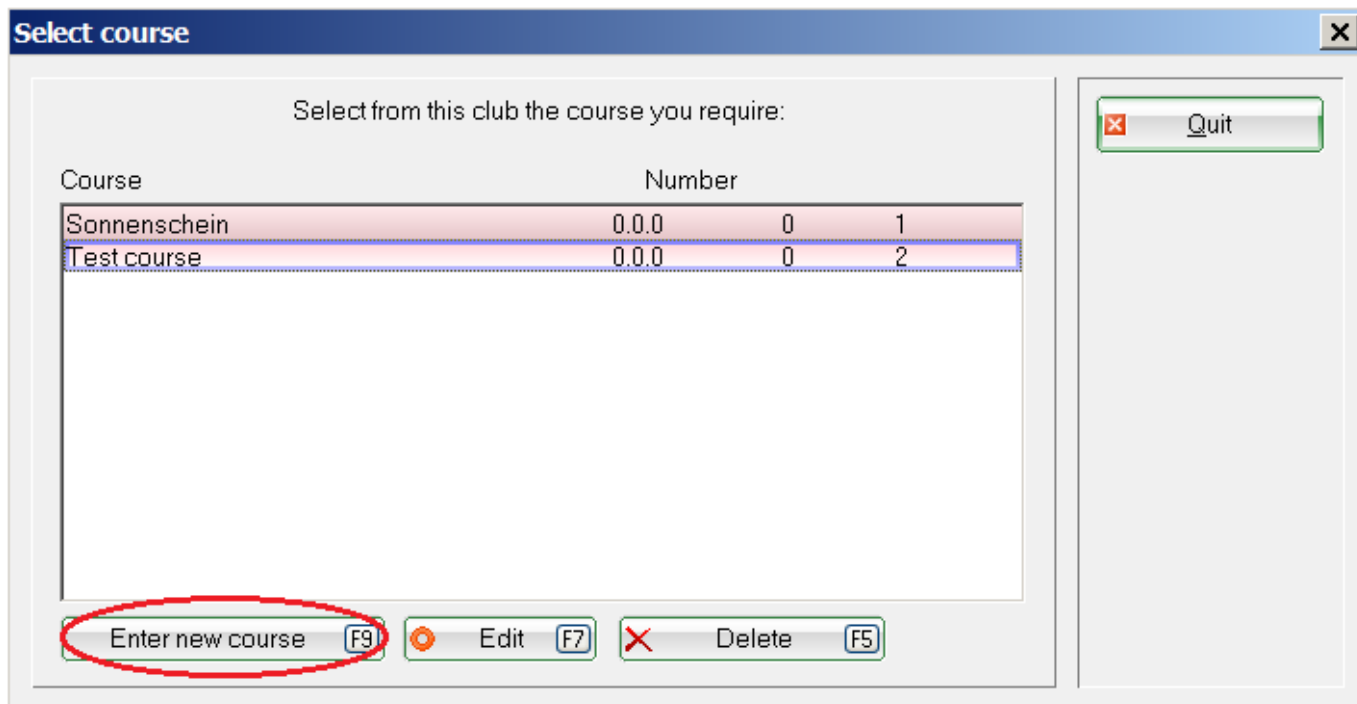 Select course
Select from this club the course you require:
Quit
Course Number
Sonnenschein 0.0.0 0 1
Test course 0.0.0 0 2
Enter new course F9 Edit F7 Delete F5